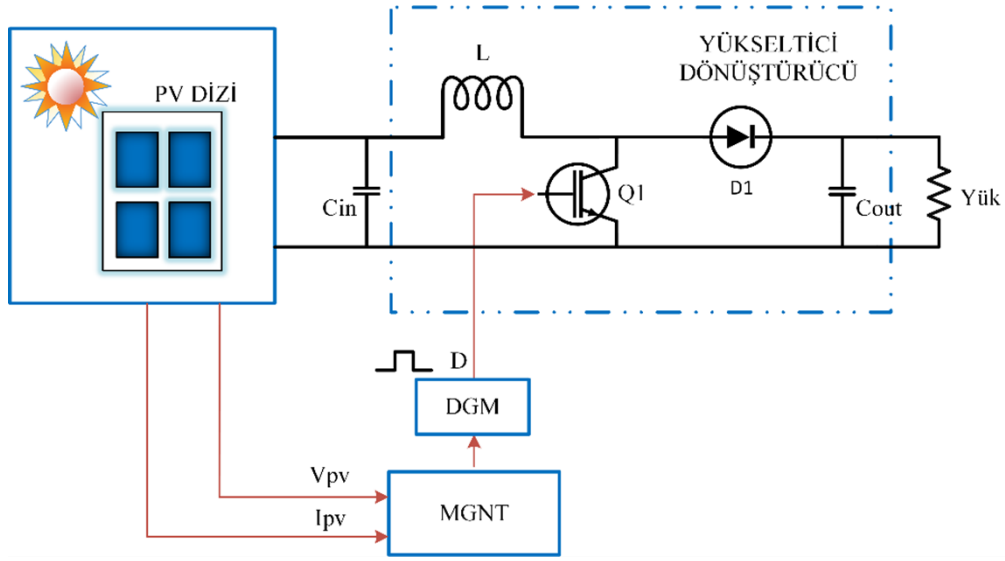 YÜKSELTİCİ
DÖNÜŞTÜRÜCÜ
L
PV DİZİ
Cin
Q1
D1
Cout
Yük
D
DGM
Vpv
Ipv
MGNT